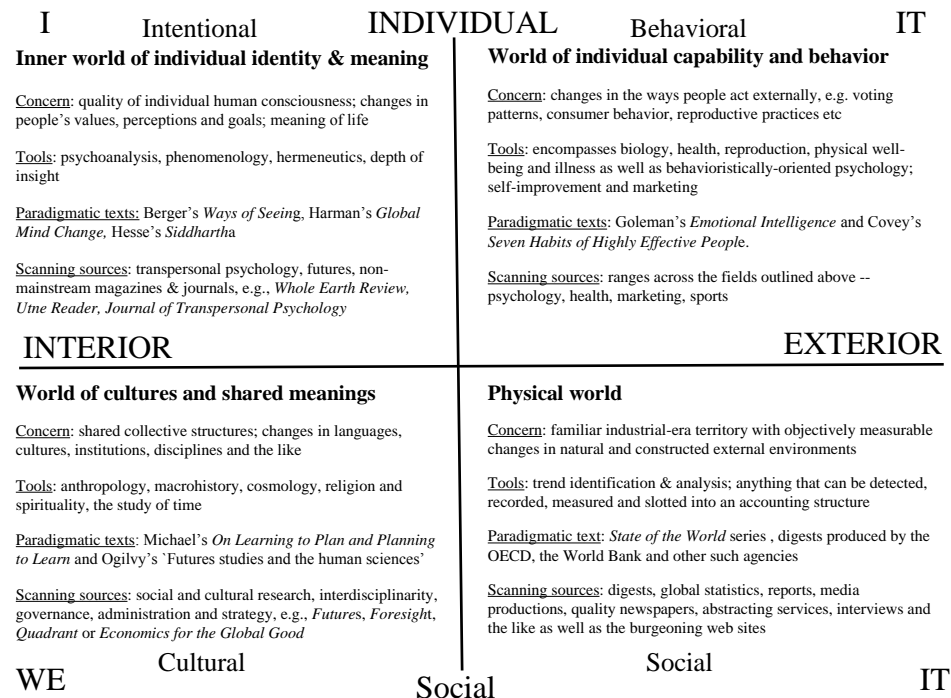 I Intentional INDIVIDUAL Behavioral IT
Inner world of individual identity & meaning
Concern: quality of individual human consciousness; changes in
people’s values, perceptions and goals; meaning of life
Tools: psychoanalysis, phenomenology, hermeneutics, depth of
insight
Paradigmatic texts: Berger’s Ways of Seeing, Harman’s Global
Mind Change, Hesse’s Siddhartha
Scanning sources: transpersonal psychology, futures, non-
mainstream magazines & journals, e.g., Whole Earth Review,
Utne Reader, Journal of Transpersonal Psychology
World of individual capability and behavior
Concern: changes in the ways people act externally, e.g. voting
patterns, consumer behavior, reproductive practices etc
Tools: encompasses biology, health, reproduction, physical well-
being and illness as well as behavioristically-oriented psychology;
self-improvement and marketing
Paradigmatic texts: Goleman’s Emotional Intelligence and Covey’s
Seven Habits of Highly Effective People.
Scanning sources: ranges across the fields outlined above --
psychology, health, marketing, sports
INTERIOR EXTERIOR
World of cultures and shared meanings
Concern: shared collective structures; changes in languages,
cultures, institutions, disciplines and the like
Tools: anthropology, macrohistory, cosmology, religion and
spirituality, the study of time
Paradigmatic texts: Michael’s On Learning to Plan and Planning
to Learn and Ogilvy’s `Futures studies and the human sciences’
Scanning sources: social and cultural research, interdisciplinarity,
governance, administration and strategy, e.g., Futures, Foresight,
Quadrant or Economics for the Global Good
Physical world
Concern: familiar industrial-era territory with objectively measurable
changes in natural and constructed external environments
Tools: trend identification & analysis; anything that can be detected,
recorded, measured and slotted into an accounting structure
Paradigmatic text: State of the World series , digests produced by the
OECD, the World Bank and other such agencies
Scanning sources: digests, global statistics, reports, media
productions, quality newspapers, abstracting services, interviews and
the like as well as the burgeoning web sites
Cultural Social
WE Social IT